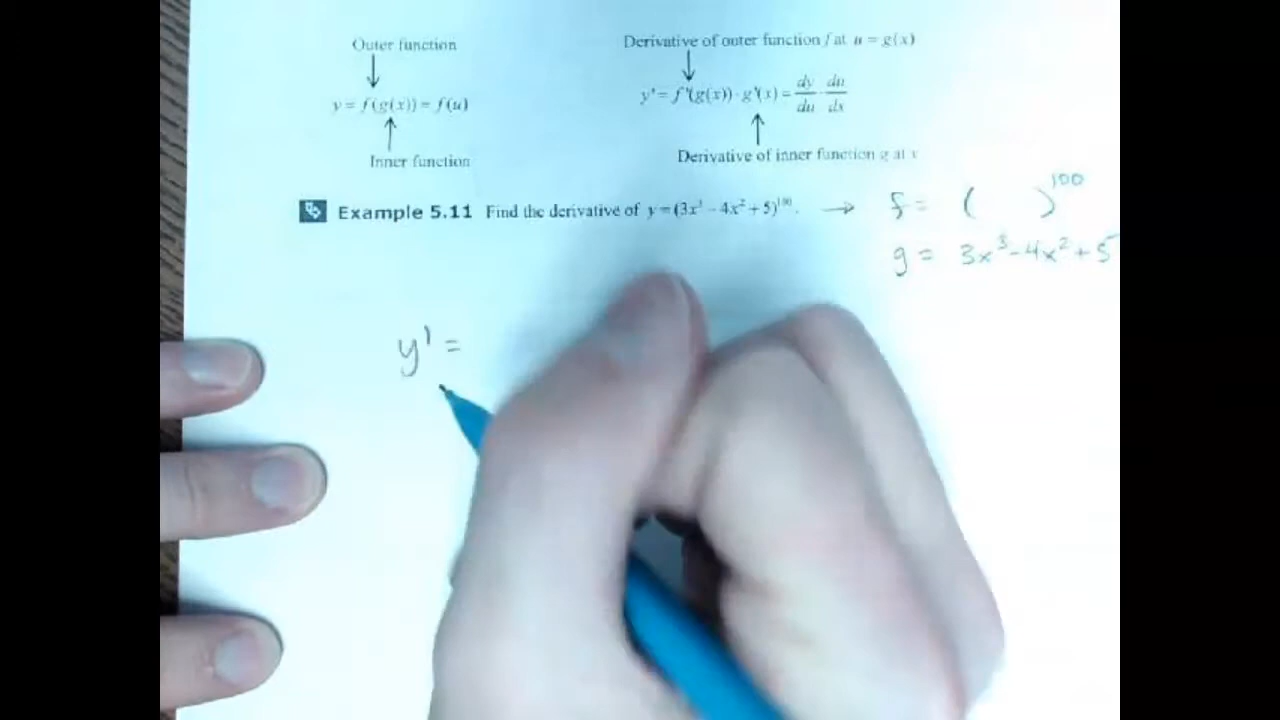 Outer function
y = f(g(x)) = f(u)
Inner function
Derivative of outer function f at u = g(x)
y' = f'(g(x)) · g'(x) = dy/du · du/dx
Derivative of inner function g at x
Example 5.11 Find the derivative of y = (3x³ − 4x² + 5)¹⁰⁰. → f = ( )¹⁰⁰
g = 3x³ − 4x² + 5
y' =